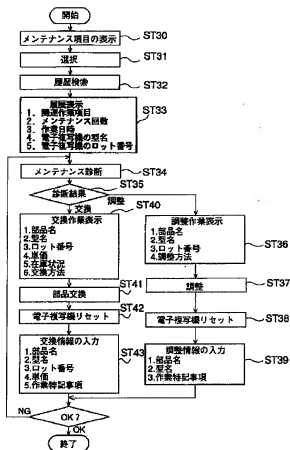 開始
メンテナンス項目の表示
ST30
選択
ST31
履歴検索
ST32
履歴表示
ST33
1. 関連作業項目
2. メンテナンス回数
3. 作業日時
4. 電子複写機の型名
5. 電子複写機のロット番号
メンテナンス診断
ST34
診断結果
ST35
交換
調整
ST40
交換作業表示
1.部品名
2.型名
3.ロット番号
4.単価
5.在庫状況
6.交換方法
調整作業表示
1.部品名
2.型名
3.ロット番号
4.調整方法
ST36
部品交換
ST41
調整
ST37
電子複写機リセット
ST42
電子複写機リセット
ST38
交換情報の入力
1.部品名
2.型名
3.ロット番号
4.単価
5.作業特記事項
ST43
調整情報の入力
1.部品名
2.型名
3.作業特記事項
ST39
NG
OK?
OK
終了